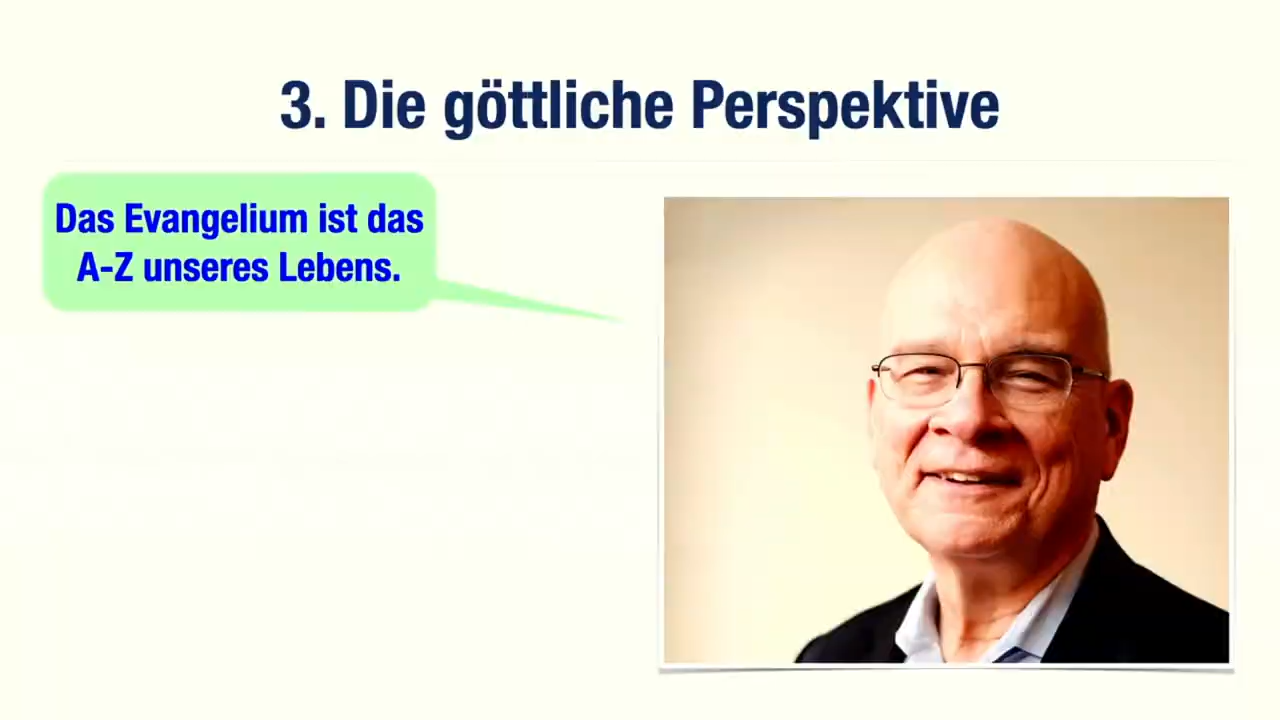 3. Die göttliche Perspektive
Das Evangelium ist das
A-Z unseres Lebens.